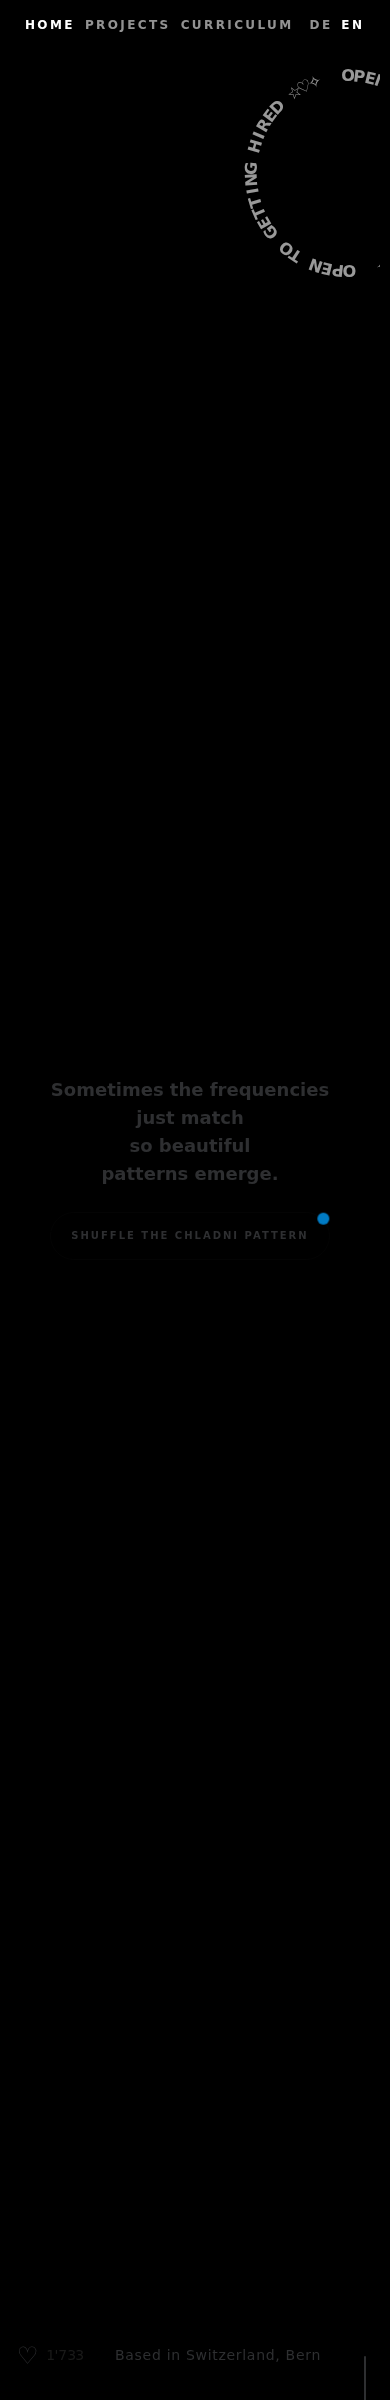 HOME PROJECTS CURRICULUM DE EN
OPEN TO GETTING HIRED ☆♡✧
Sometimes the frequencies
just match
so beautiful
patterns emerge.
SHUFFLE THE CHLADNI PATTERN
♡ 1'733 Based in Switzerland, Bern